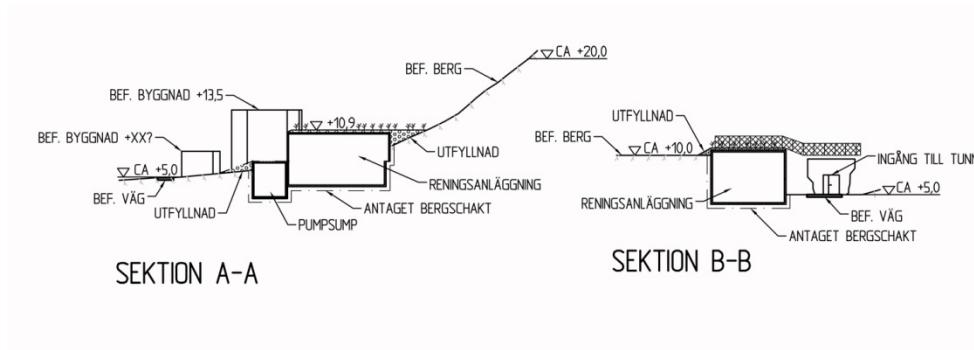 CA +20,0
BEF. BERG
BEF. BYGGNAD +13,5
+10,9
BEF. BYGGNAD +XX?
UTFYLLNAD
CA +5,0
RENINGSANLÄGGNING
BEF. VÄG
ANTAGET BERGSCHAKT
UTFYLLNAD
PUMPSUMP
SEKTION A-A
UTFYLLNAD
BEF. BERG
CA +10,0
INGÅNG TILL TUNN
CA +5,0
RENINGSANLÄGGNING
BEF. VÄG
ANTAGET BERGSCHAKT
SEKTION B-B